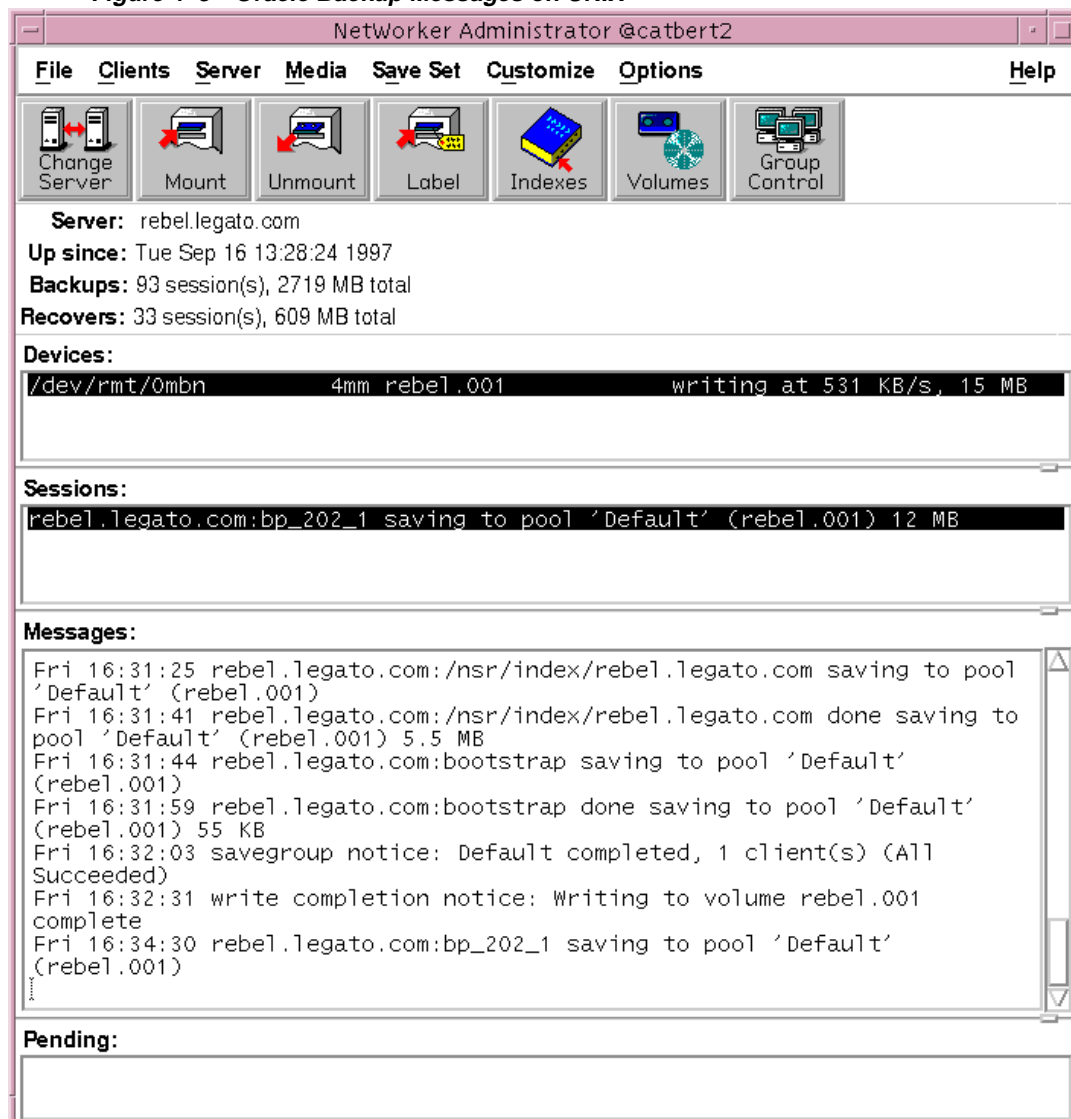 NetWorker Administrator @catbert2
File Clients Server Media Save Set Customize Options Help
Change Server
Mount
Unmount
Label
Indexes
Volumes
Group Control
Server: rebel.legato.com
Up since: Tue Sep 16 13:28:24 1997
Backups: 93 session(s), 2719 MB total
Recovers: 33 session(s), 609 MB total
Devices:
/dev/rmt/0mbn 4mm rebel.001 writing at 531 KB/s, 15 MB
Sessions:
rebel.legato.com:bp_202_1 saving to pool 'Default' (rebel.001) 12 MB
Messages:
Fri 16:31:25 rebel.legato.com:/nsr/index/rebel.legato.com saving to pool
'Default' (rebel.001)
Fri 16:31:41 rebel.legato.com:/nsr/index/rebel.legato.com done saving to
pool 'Default' (rebel.001) 5.5 MB
Fri 16:31:44 rebel.legato.com:bootstrap saving to pool 'Default'
(rebel.001)
Fri 16:31:59 rebel.legato.com:bootstrap done saving to pool 'Default'
(rebel.001) 55 KB
Fri 16:32:03 savegroup notice: Default completed, 1 client(s) (All
Succeeded)
Fri 16:32:31 write completion notice: Writing to volume rebel.001
complete
Fri 16:34:30 rebel.legato.com:bp_202_1 saving to pool 'Default'
(rebel.001)
Pending: